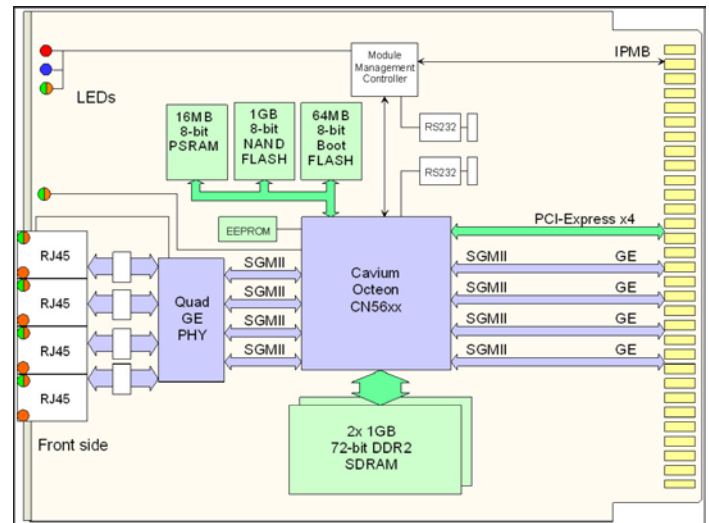 Module
Management
Controller
IPMB
LEDs
16MB
8-bit
PSRAM
1GB
8-bit
NAND
FLASH
64MB
8-bit
Boot
FLASH
RS232
RS232
EEPROM
PCI-Express x4
RJ45
RJ45
RJ45
RJ45
Quad
GE
PHY
SGMII
SGMII
SGMII
SGMII
Cavium
Octeon
CN56xx
SGMII GE
SGMII GE
SGMII GE
SGMII GE
Front side
2x 1GB
72-bit DDR2
SDRAM